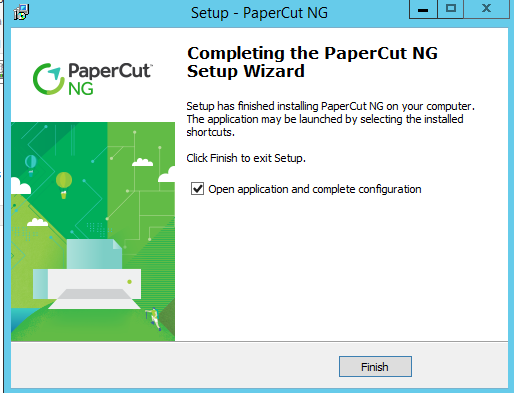 Setup - PaperCut NG
PaperCut™
NG
Completing the PaperCut NG
Setup Wizard
Setup has finished installing PaperCut NG on your computer.
The application may be launched by selecting the installed
shortcuts.
Click Finish to exit Setup.
Open application and complete configuration
Finish